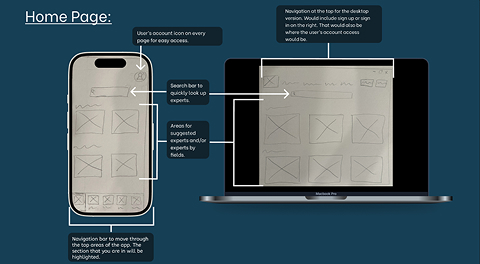 Home Page:
User's account icon on every
page for easy access.
Navigation at the top for the desktop
version. Would include sign up or sign
in on the right. That would also be
where the user's account access
would be.
Search bar to
quickly look up
experts.
Areas for
suggested
experts and/or
experts by
fields.
Navigation bar to move through
the top areas of the app. The
section that you are in will be
highlighted.
MacBook Pro